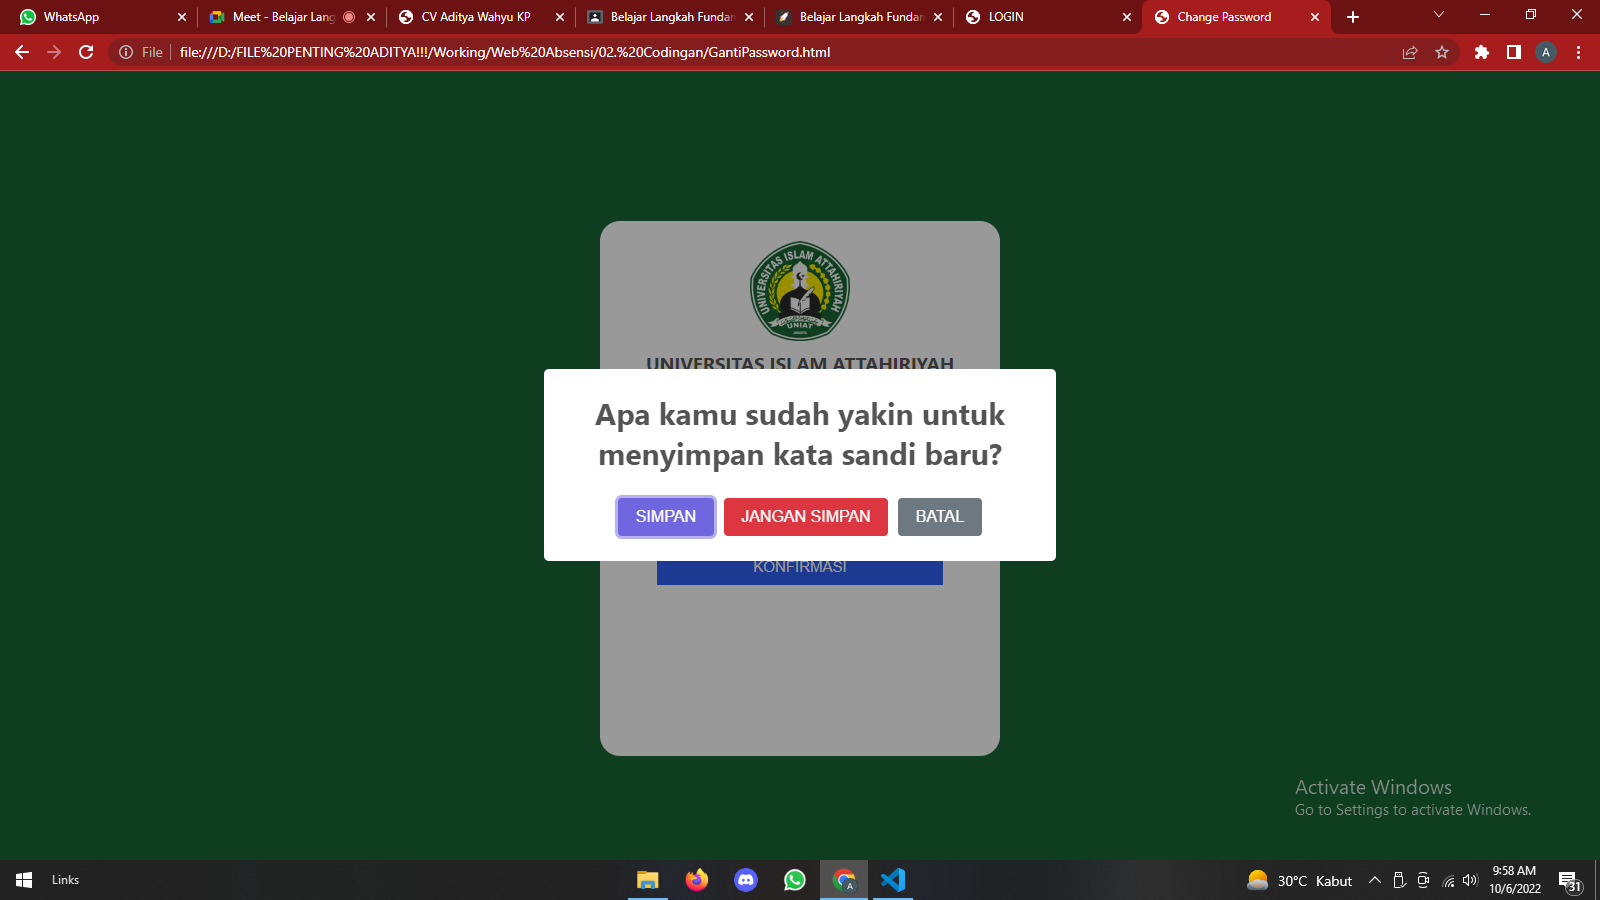 WhatsApp
Meet - Belajar Lang
CV Aditya Wahyu KP
Belajar Langkah Fundan
Belajar Langkah Fundan
LOGIN
Change Password
File
file:///D:/FILE%20PENTING%20ADITYA!!!/Working/Web%20Absensi/02.%20Codingan/GantiPassword.html
A
UNIVERSITAS ISLAM ATTAHIRIYAH
UNIAT
JAKARTA
UNIVERSITAS ISLAM ATTAHIRIYAH
Apa kamu sudah yakin untuk
menyimpan kata sandi baru?
SIMPAN
JANGAN SIMPAN
BATAL
KONFIRMASI
Activate Windows
Go to Settings to activate Windows.
Links
A
30°C Kabut
9:58 AM
10/6/2022
31